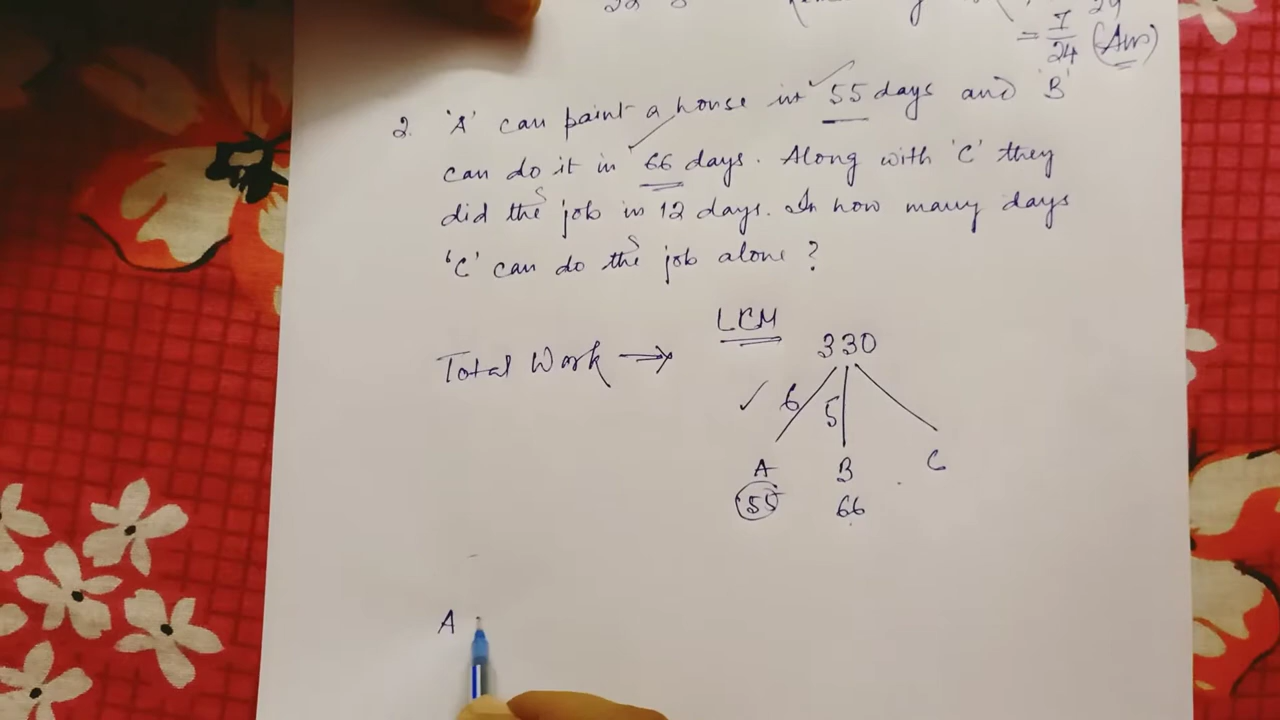 = 7/24 (Ans)
2. 'A' can paint a house in 55 days and 'B'
can do it in 66 days. Along with 'C' they
did the job in 12 days. In how many days
'C' can do the job alone ?
LCM
Total Work → 330
✓ 6 5
A B C
55 66
A